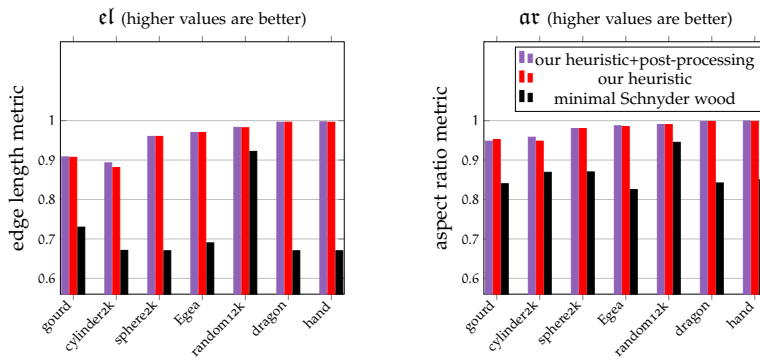 𝔢𝔩 (higher values are better)
edge length metric
1
0.9
0.8
0.7
0.6
gourd
cylinder2k
sphere2k
Egea
random12k
dragon
hand
𝔞𝔯 (higher values are better)
our heuristic+post-processing
our heuristic
minimal Schnyder wood
aspect ratio metric
1
0.9
0.8
0.7
0.6
gourd
cylinder2k
sphere2k
Egea
random12k
dragon
hand